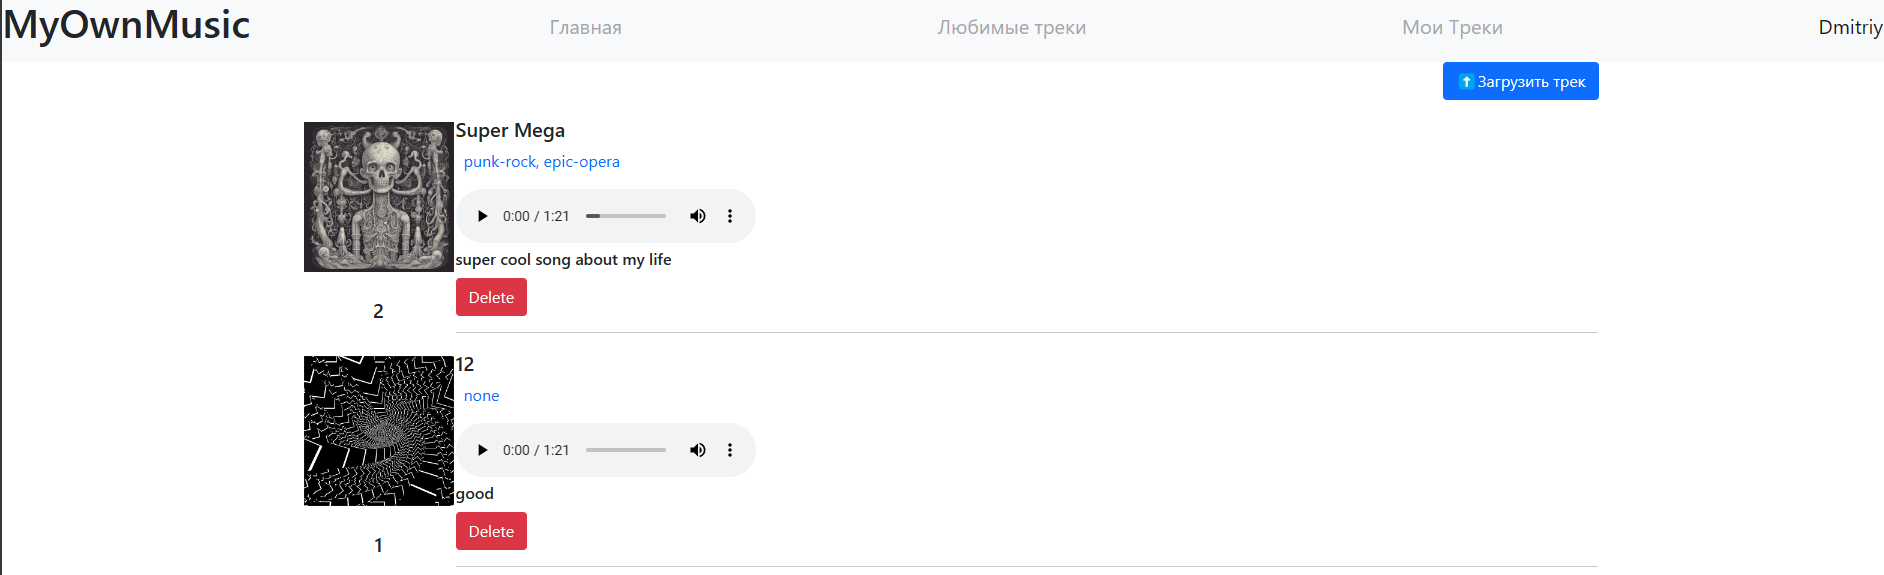 MyOwnMusic Главная Любимые треки Мои Треки Dmitriy
Загрузить трек
Super Mega
punk-rock, epic-opera
0:00 / 1:21
super cool song about my life
Delete
2
12
none
0:00 / 1:21
good
Delete
1